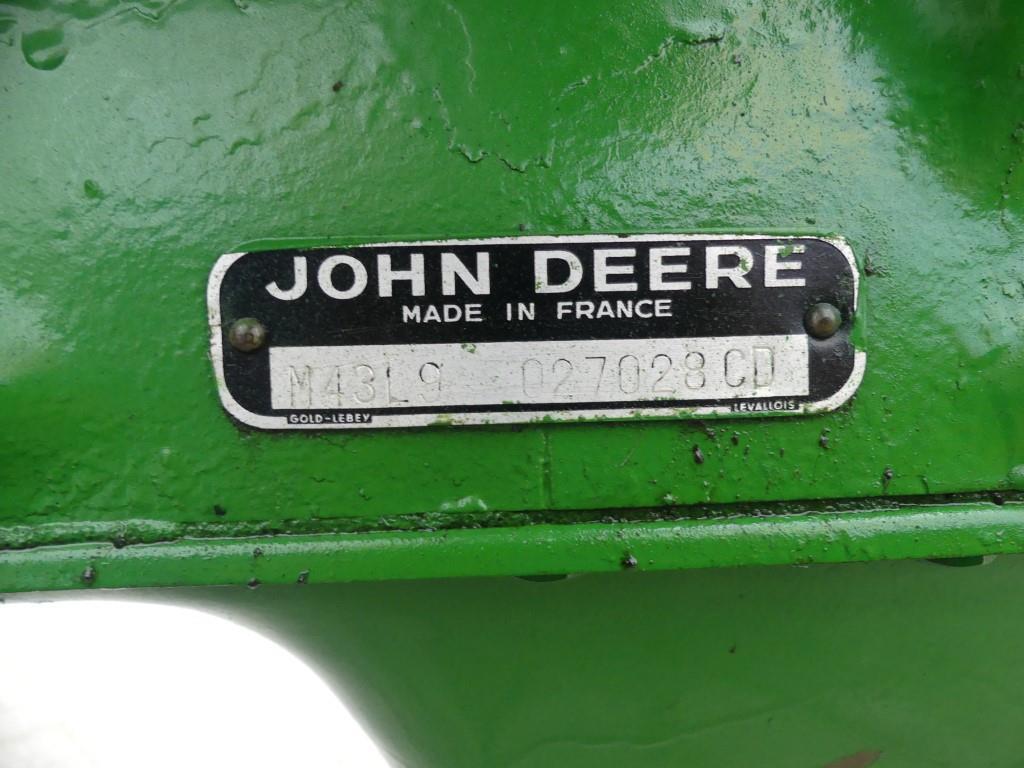 JOHN DEERE
MADE IN FRANCE
M43L9 027028CD
GOLD-LEBEY LEVALLOIS